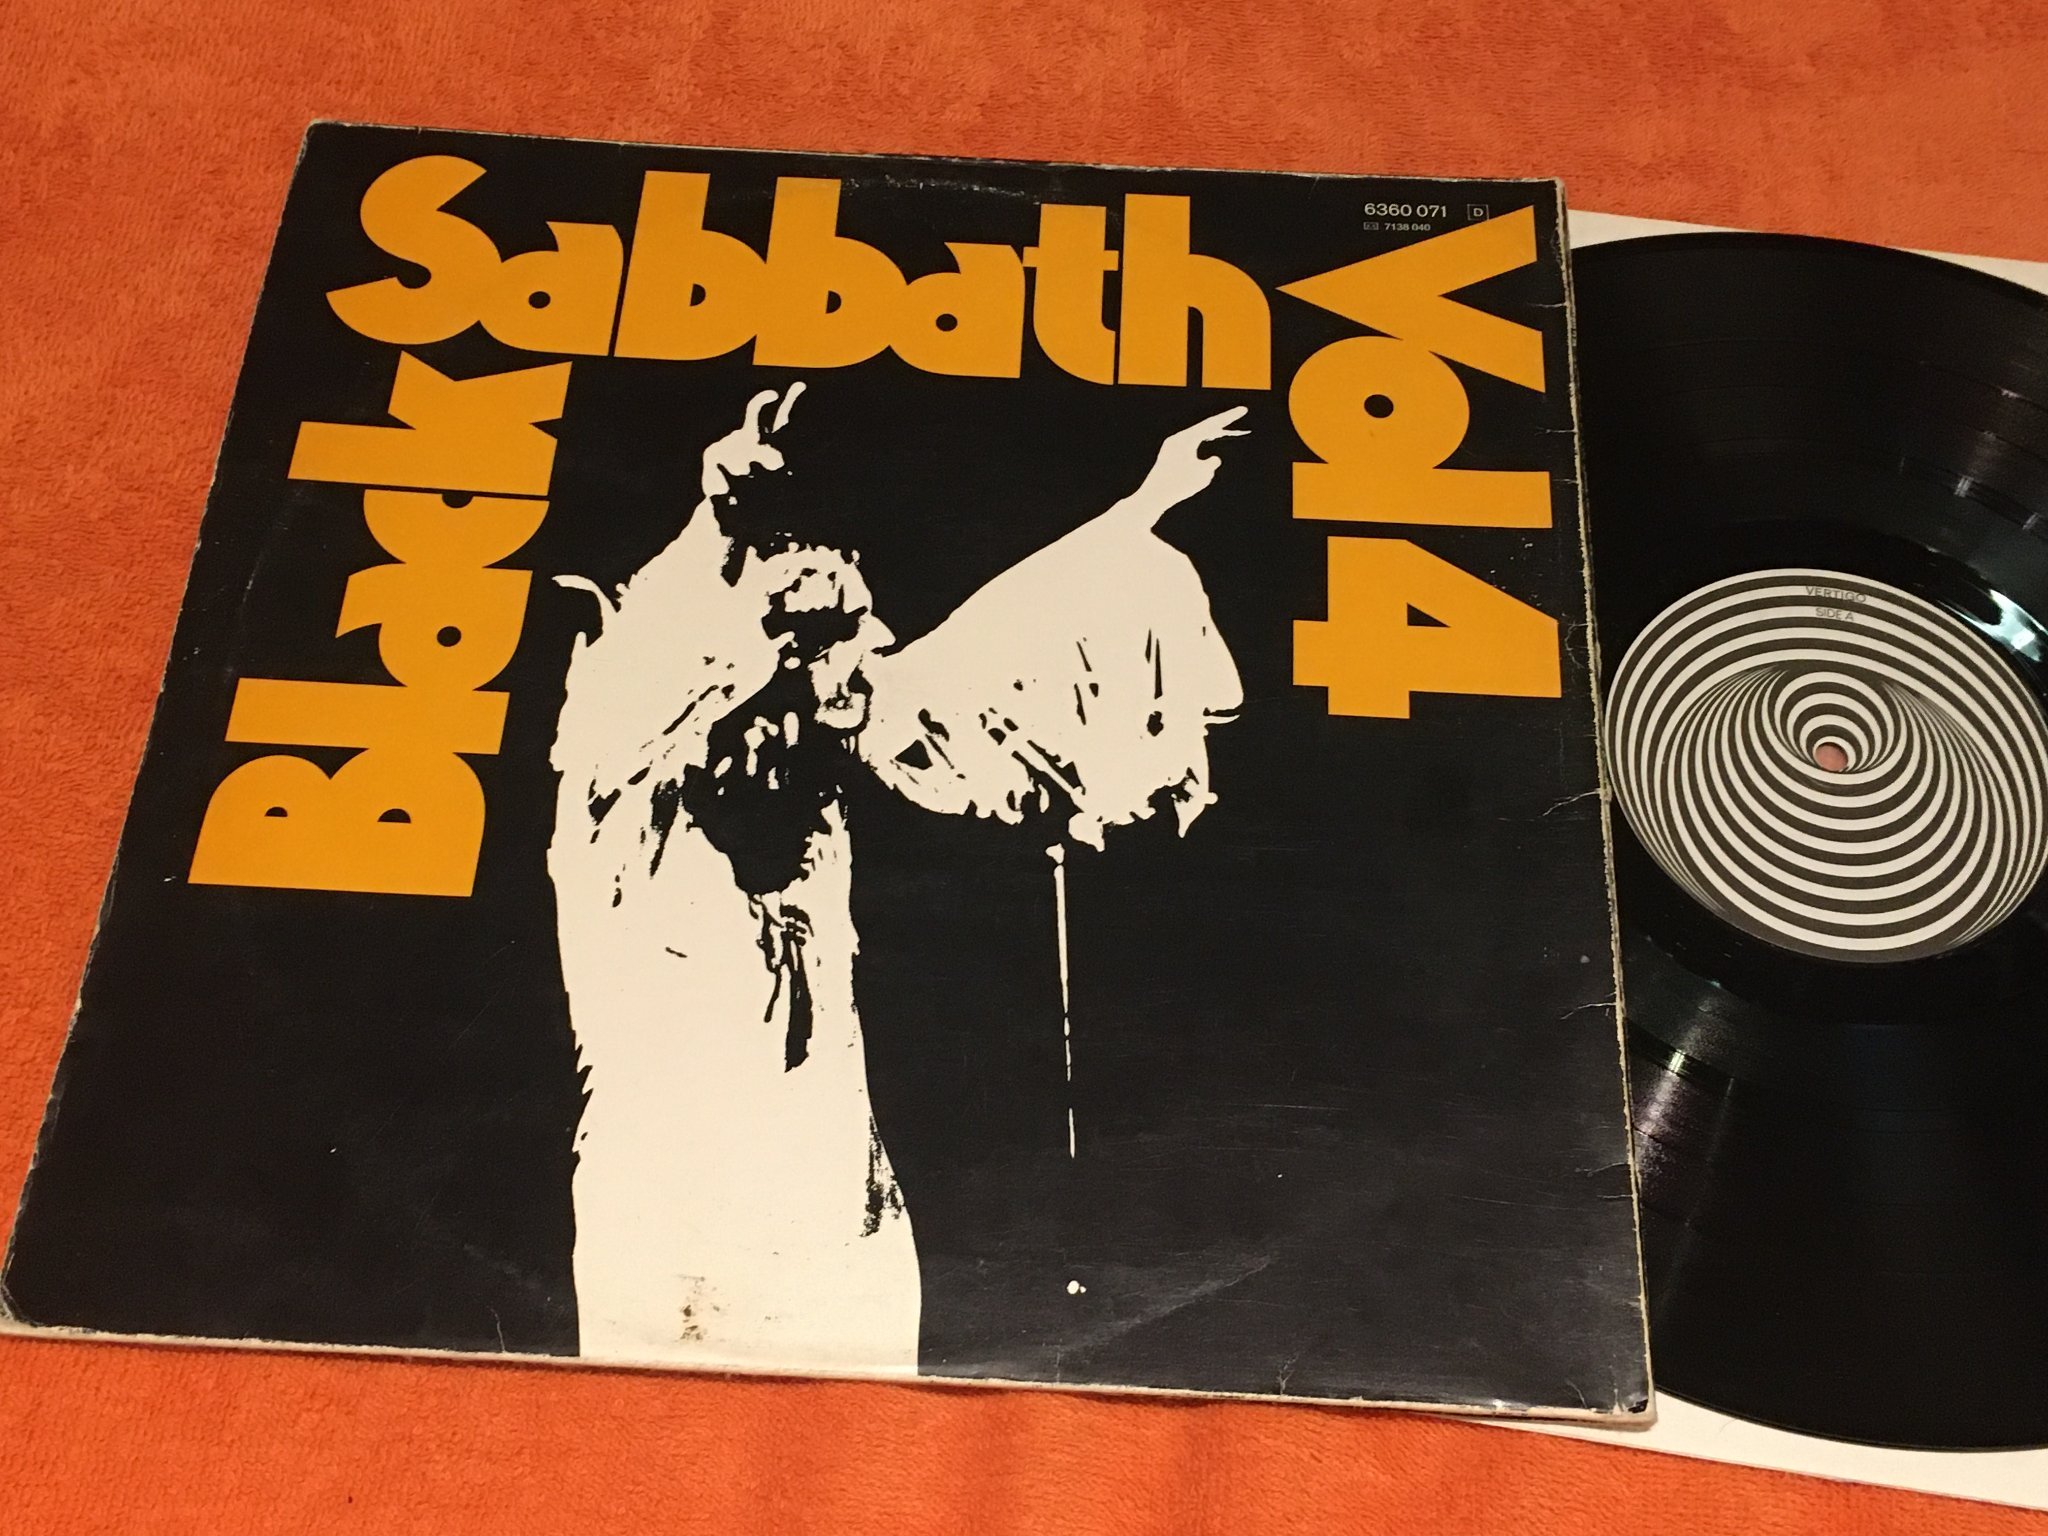 Black
Sabbath
Vol 4
6360 071 D
7138 040
VERTIGO
SIDE A